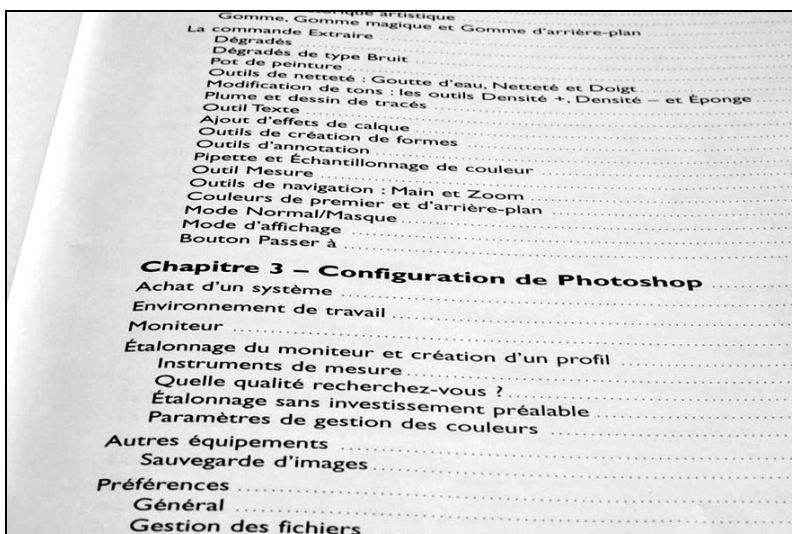 artistique
Gomme, Gomme magique et Gomme d'arrière-plan
La commande Extraire
Dégradés
Dégradés de type Bruit
Pot de peinture
Outils de netteté : Goutte d'eau, Netteté et Doigt
Modification de tons : les outils Densité +, Densité – et Éponge
Plume et dessin de tracés
Outil Texte
Ajout d'effets de calque
Outils de création de formes
Outils d'annotation
Pipette et Échantillonnage de couleur
Outil Mesure
Outils de navigation : Main et Zoom
Couleurs de premier et d'arrière-plan
Mode Normal/Masque
Mode d'affichage
Bouton Passer à
Chapitre 3 – Configuration de Photoshop
Achat d'un système
Environnement de travail
Moniteur
Étalonnage du moniteur et création d'un profil
Instruments de mesure
Quelle qualité recherchez-vous ?
Étalonnage sans investissement préalable
Paramètres de gestion des couleurs
Autres équipements
Sauvegarde d'images
Préférences
Général
Gestion des fichiers